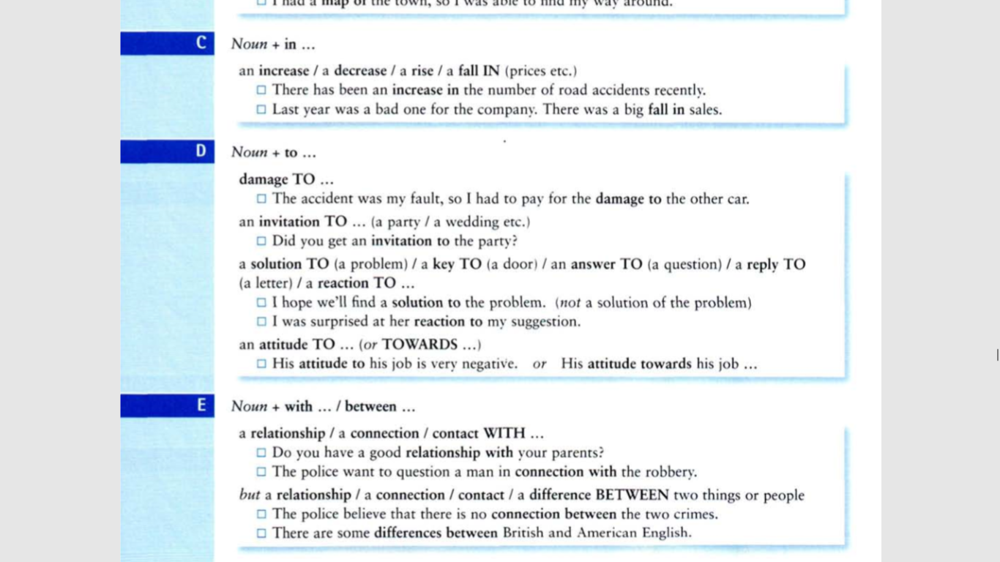 □ I had a map of the town, so I was able to find my way around.
C Noun + in ...
an increase / a decrease / a rise / a fall IN (prices etc.)
□ There has been an increase in the number of road accidents recently.
□ Last year was a bad one for the company. There was a big fall in sales.
D Noun + to ...
damage TO ...
□ The accident was my fault, so I had to pay for the damage to the other car.
an invitation TO ... (a party / a wedding etc.)
□ Did you get an invitation to the party?
a solution TO (a problem) / a key TO (a door) / an answer TO (a question) / a reply TO
(a letter) / a reaction TO ...
□ I hope we'll find a solution to the problem. (not a solution of the problem)
□ I was surprised at her reaction to my suggestion.
an attitude TO ... (or TOWARDS ...)
□ His attitude to his job is very negative. or His attitude towards his job ...
E Noun + with ... / between ...
a relationship / a connection / contact WITH ...
□ Do you have a good relationship with your parents?
□ The police want to question a man in connection with the robbery.
but a relationship / a connection / contact / a difference BETWEEN two things or people
□ The police believe that there is no connection between the two crimes.
□ There are some differences between British and American English.